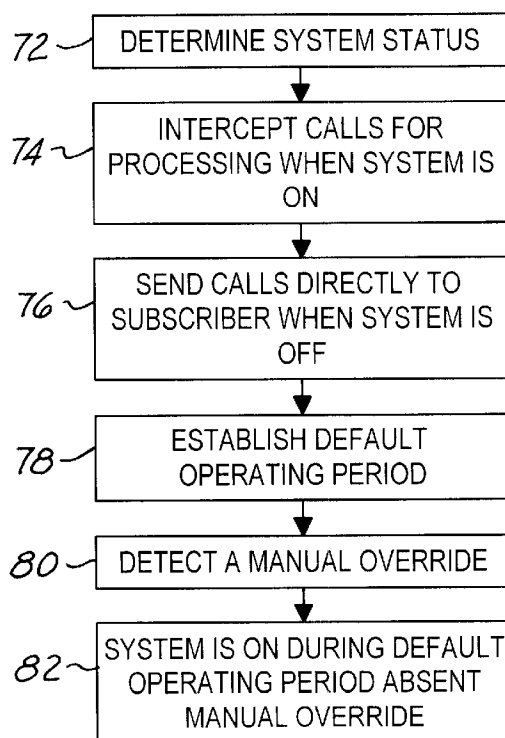 72 DETERMINE SYSTEM STATUS
74 INTERCEPT CALLS FOR
PROCESSING WHEN SYSTEM IS
ON
76 SEND CALLS DIRECTLY TO
SUBSCRIBER WHEN SYSTEM IS
OFF
78 ESTABLISH DEFAULT
OPERATING PERIOD
80 DETECT A MANUAL OVERRIDE
82 SYSTEM IS ON DURING DEFAULT
OPERATING PERIOD ABSENT
MANUAL OVERRIDE